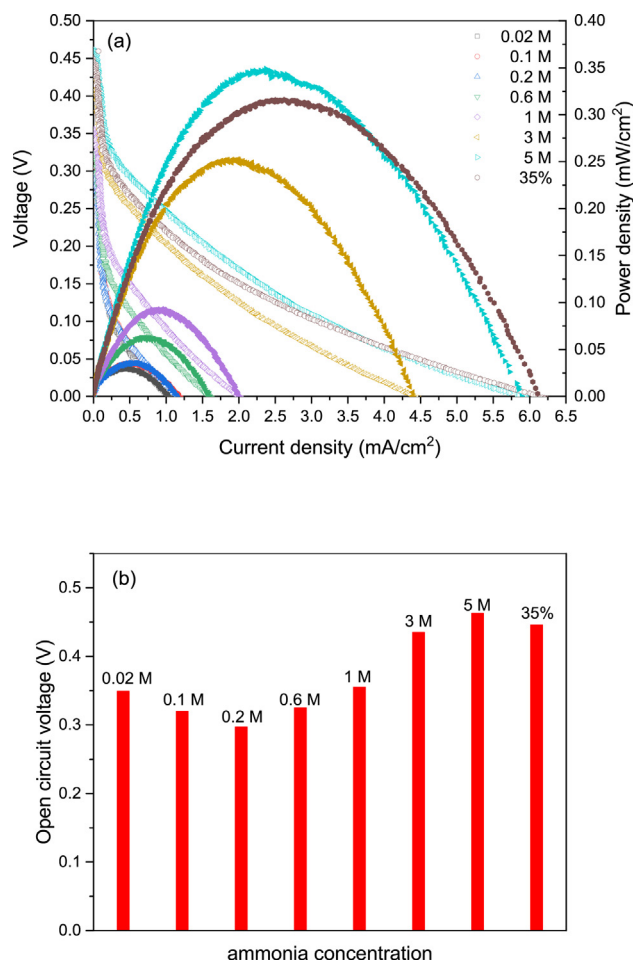 (a)
0.50
0.45
0.40
0.35
0.30
0.25
0.20
0.15
0.10
0.05
0.00
Voltage (V)
0.02 M
0.1 M
0.2 M
0.6 M
1 M
3 M
5 M
35%
0.40
0.35
0.30
0.25
0.20
0.15
0.10
0.05
0.00
Power density (mW/cm²)
0.0 0.5 1.0 1.5 2.0 2.5 3.0 3.5 4.0 4.5 5.0 5.5 6.0 6.5
Current density (mA/cm²)
(b)
0.5
0.4
0.3
0.2
0.1
0.0
Open circuit voltage (V)
0.02 M
0.1 M
0.2 M
0.6 M
1 M
3 M
5 M
35%
ammonia concentration